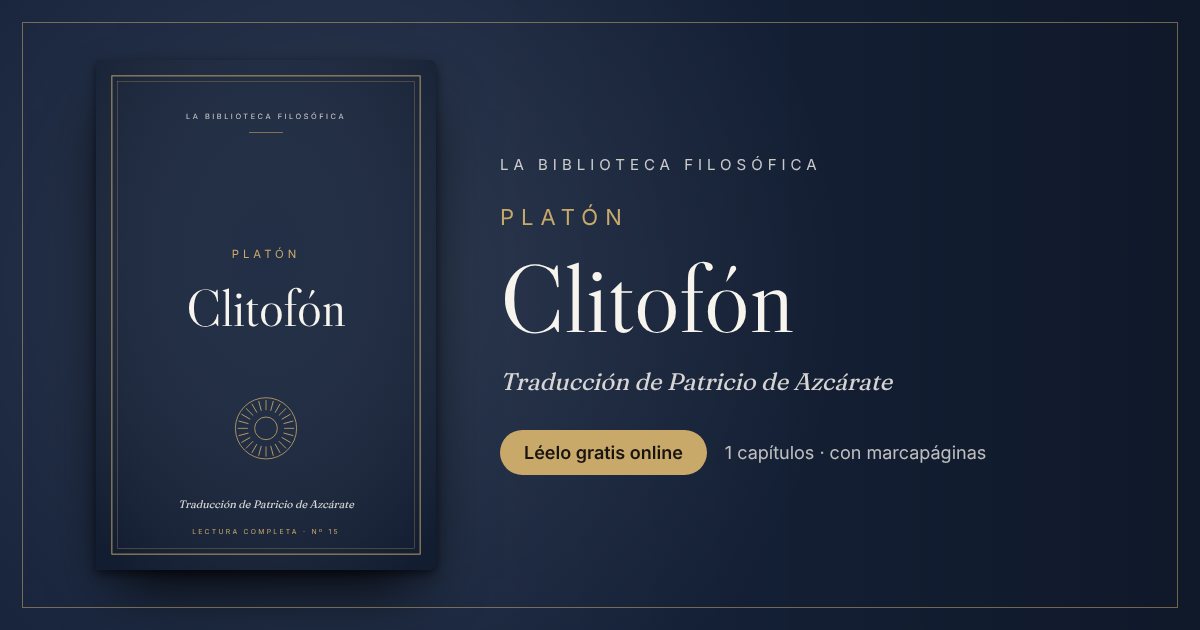 LA BIBLIOTECA FILOSÓFICA
PLATÓN
Clitofón
Traducción de Patricio de Azcárate
LECTURA COMPLETA · Nº 15
LA BIBLIOTECA FILOSÓFICA
PLATÓN
Clitofón
Traducción de Patricio de Azcárate
Léelo gratis online
1 capítulos · con marcapáginas